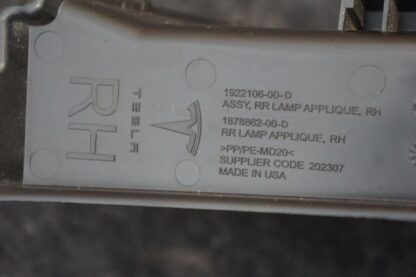 RH
TESLA
1922106-00-D
ASSY, RR LAMP APPLIQUE, RH
1878862-00-D
RR LAMP APPLIQUE, RH
>PP/PE-MD20<
SUPPLIER CODE 202307
MADE IN USA